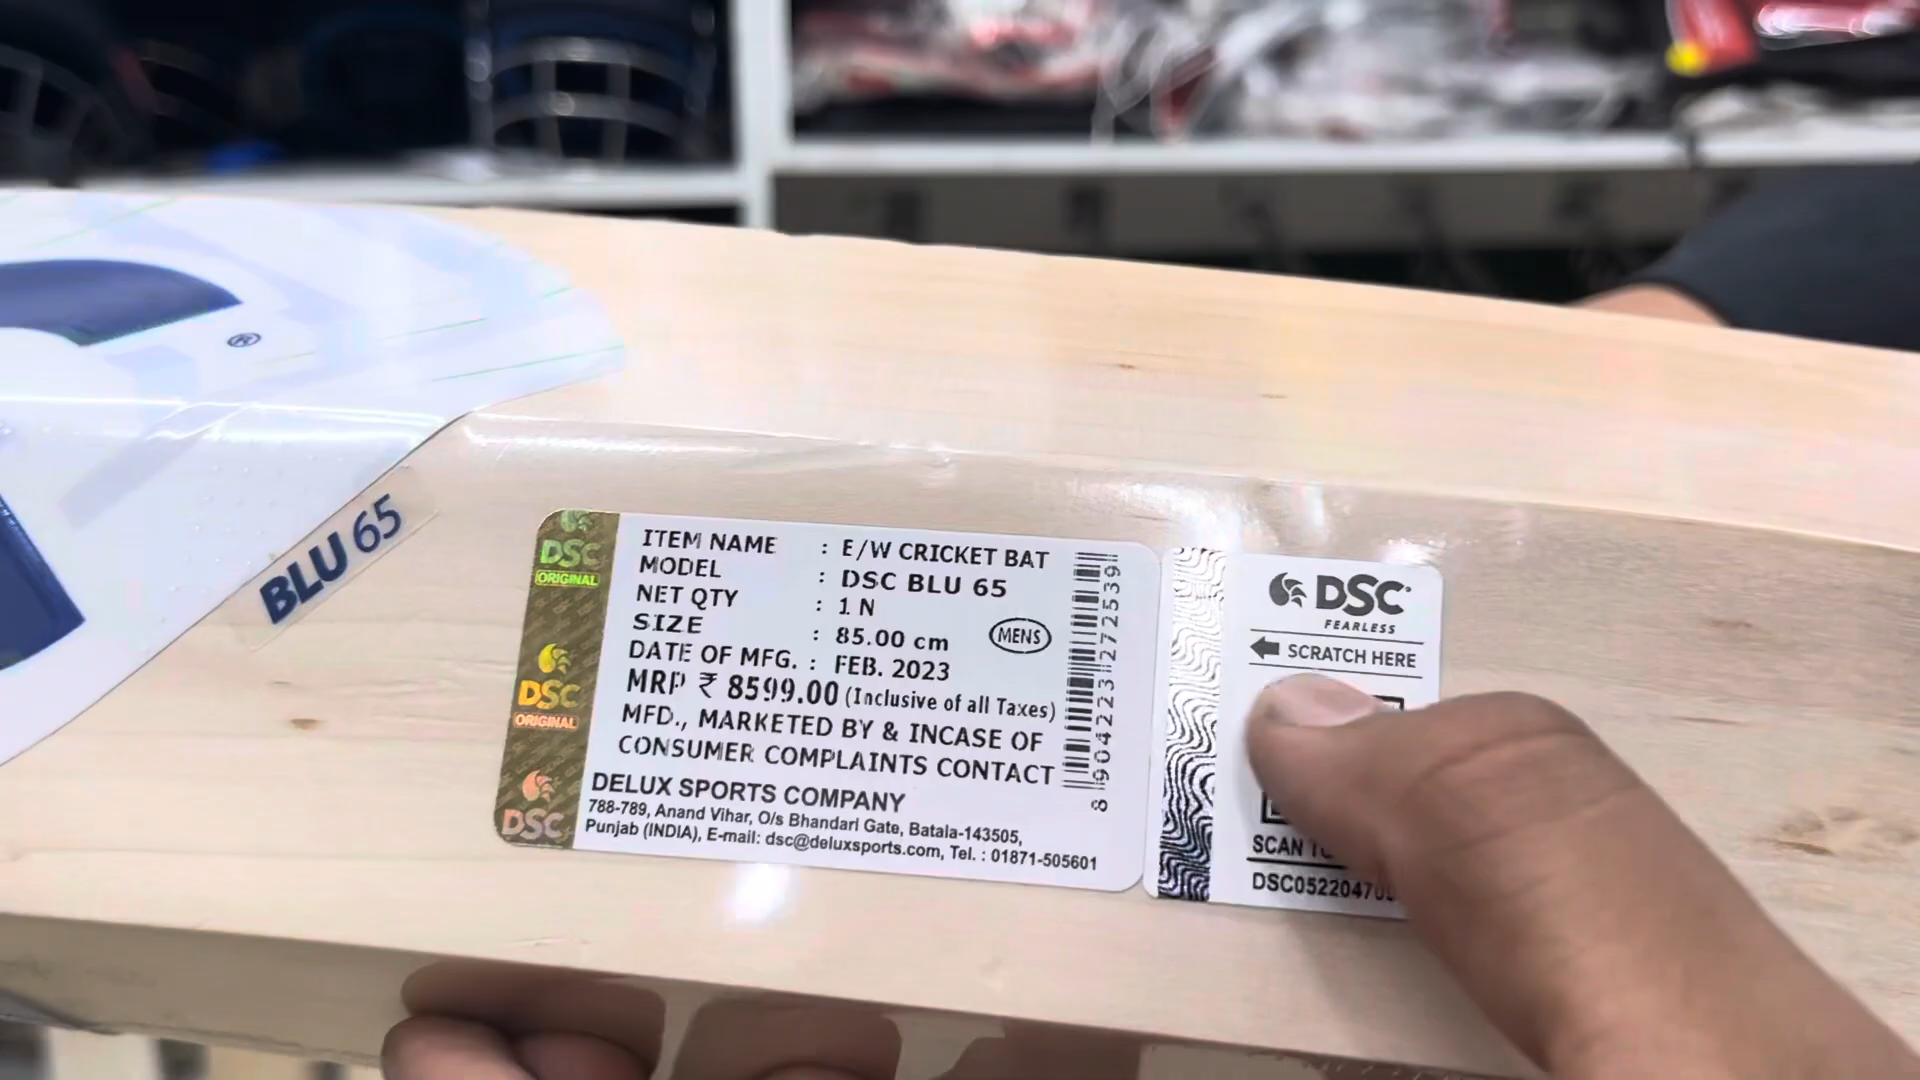 ®
BLU 65
DSC
ORIGINAL
DSC
ORIGINAL
DSC
ITEM NAME : E/W CRICKET BAT
MODEL : DSC BLU 65
NET QTY : 1 N
SIZE : 85.00 cm
MENS
DATE OF MFG. : FEB. 2023
MRP ₹ 8599.00 (Inclusive of all Taxes)
MFD., MARKETED BY & INCASE OF
CONSUMER COMPLAINTS CONTACT
DELUX SPORTS COMPANY
788-789, Anand Vihar, O/s Bhandari Gate, Batala-143505,
Punjab (INDIA), E-mail: dsc@deluxsports.com, Tel. : 01871-505601
8904223272539
DSC
FEARLESS
SCRATCH HERE
SCAN